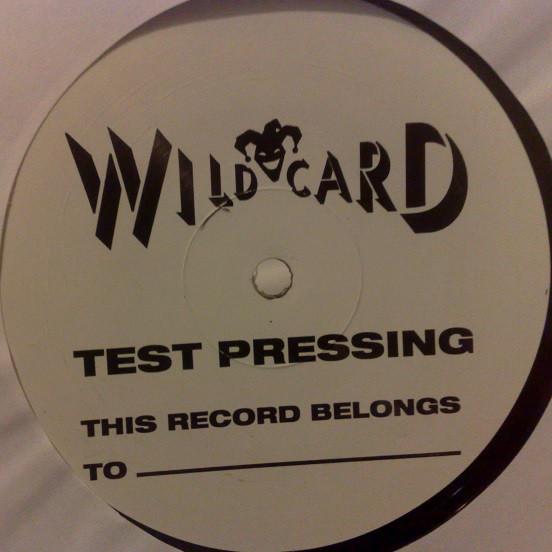 WILDCARD
TEST PRESSING
THIS RECORD BELONGS
TO